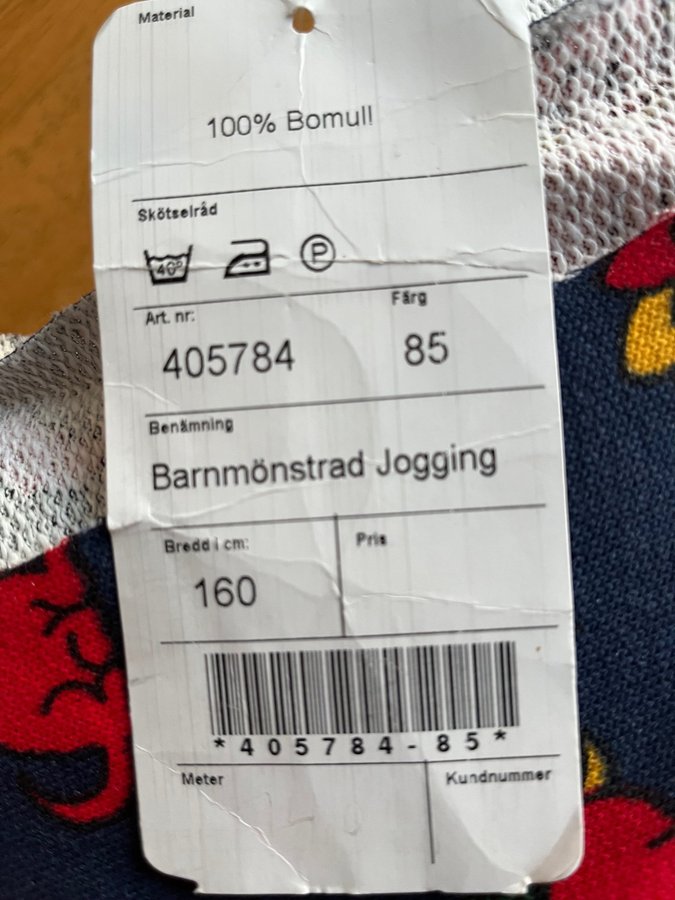 Material
100% Bomull
Skötselråd
40° P
Art. nr: Färg
405784 85
Benämning
Barnmönstrad Jogging
Bredd i cm: Pris
160
*405784-85*
Meter Kundnummer